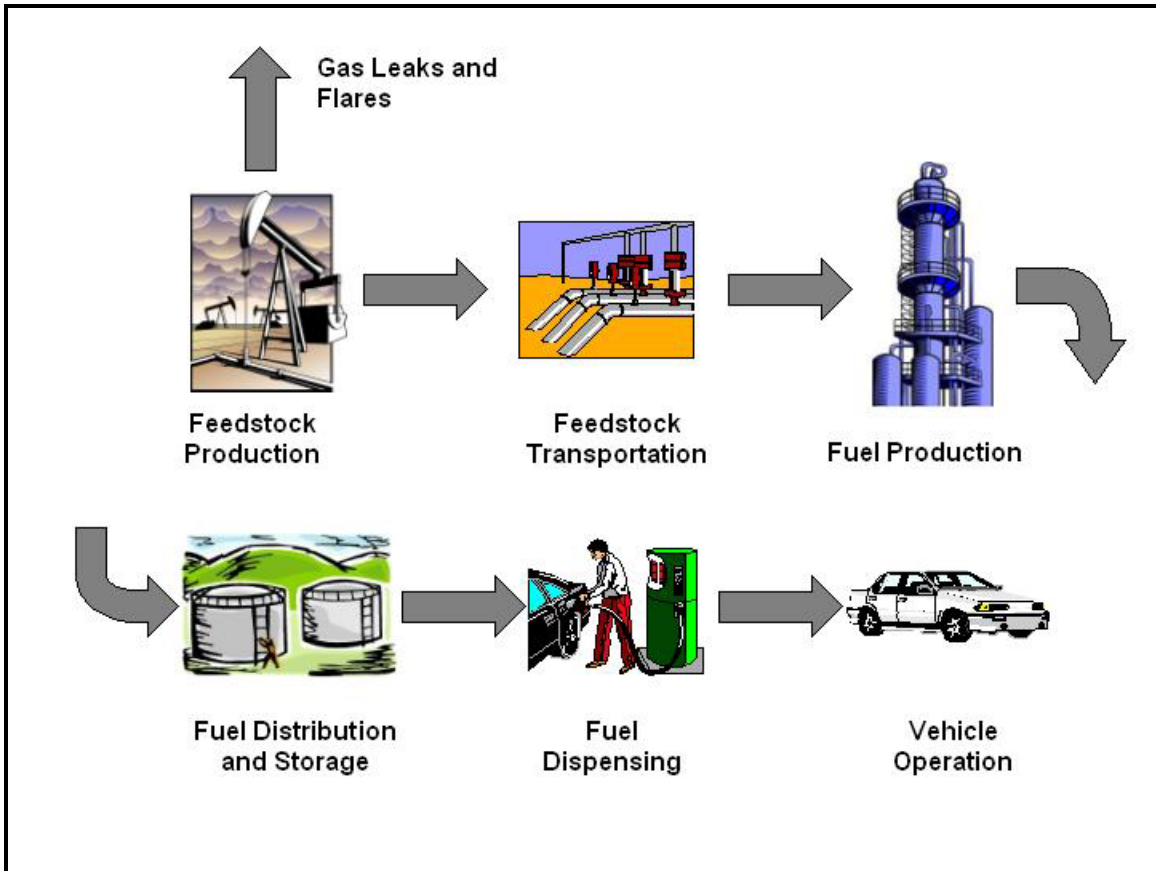 Gas Leaks and
Flares
Feedstock
Production
Feedstock
Transportation
Fuel Production
Fuel Distribution
and Storage
Fuel
Dispensing
Vehicle
Operation